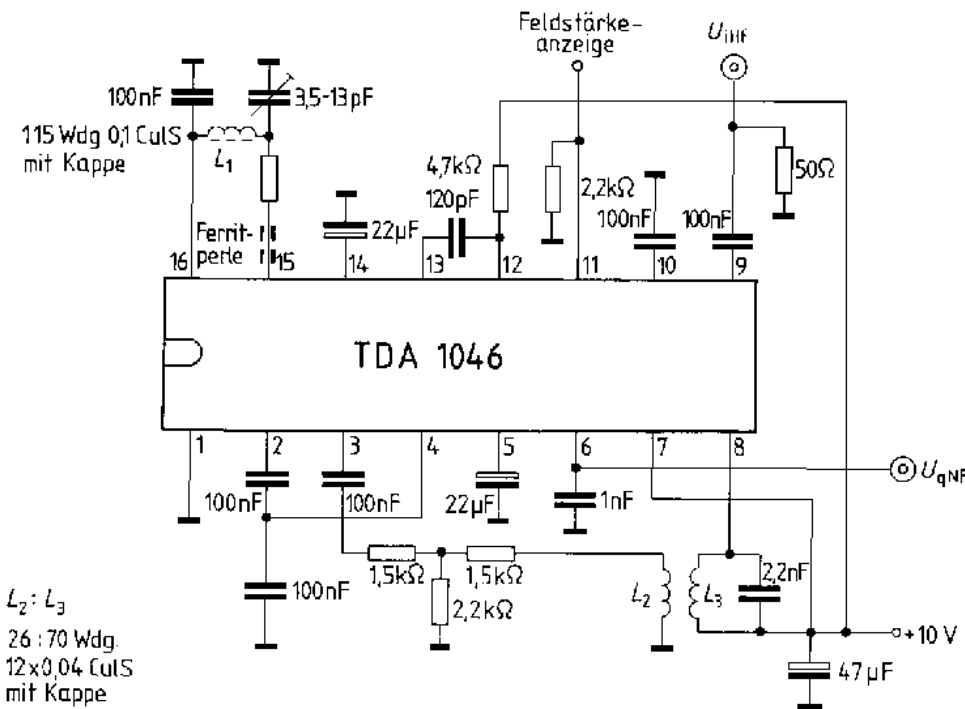 Feldstärke-
anzeige
UiHF
100nF
3,5-13pF
115 Wdg 0,1 CulS
mit Kappe
L1
4,7kΩ
120pF
2,2kΩ
50Ω
22µF
100nF
100nF
Ferrit-
perle
16
15
14
13
12
11
10
9
TDA 1046
1
2
3
4
5
6
7
8
100nF
100nF
22µF
1nF
UqNF
100nF
1,5kΩ
1,5kΩ
2,2kΩ
L2
L3
2,2nF
+10 V
47µF
L2 : L3
26 : 70 Wdg.
12x0,04 CulS
mit Kappe